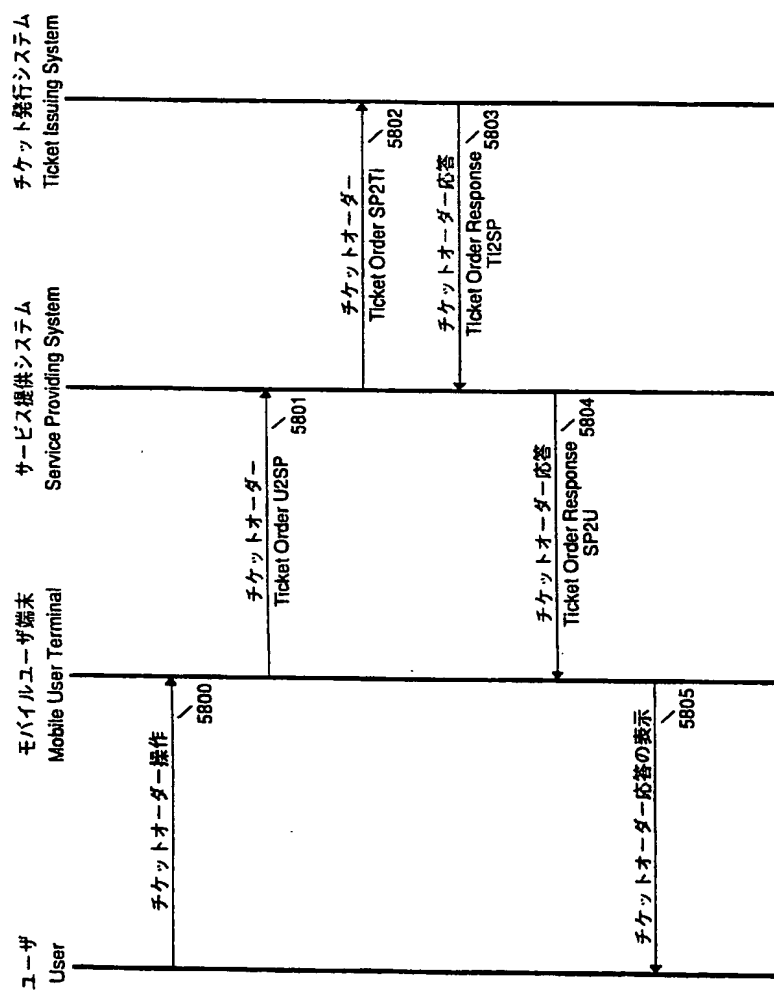 ユーザ
User
モバイルユーザ端末
Mobile User Terminal
サービス提供システム
Service Providing System
チケット発行システム
Ticket Issuing System
チケットオーダー操作
5800
チケットオーダー
Ticket Order U2SP
5801
チケットオーダー
Ticket Order SP2TI
5802
チケットオーダー応答
Ticket Order Response
TI2SP
5803
チケットオーダー応答
Ticket Order Response
SP2U
5804
チケットオーダー応答の表示
5805